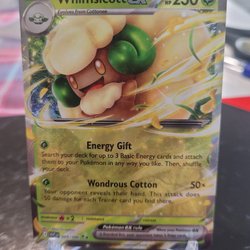 Whimsicott ex HP 230
Evolves from Cottonee
Energy Gift
Search your deck for up to 3 Basic Energy cards and attach
them to your Pokémon in any way you like. Then, shuffle
your deck.
Wondrous Cotton 50×
Your opponent reveals their hand. This attack does
50 damage for each Trainer card you find there.
Pokémon ex rule